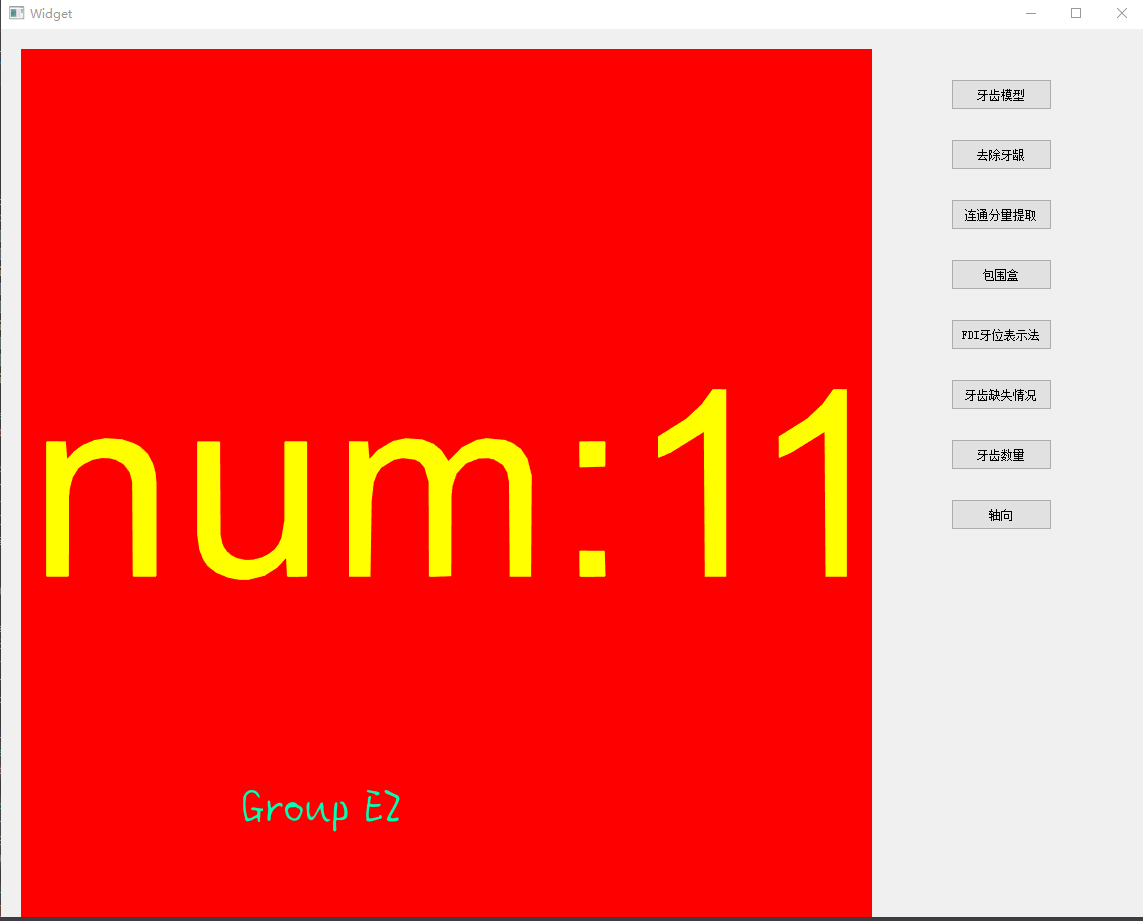 Widget
牙齿模型
去除牙龈
连通分量提取
包围盒
FDI牙位表示法
牙齿缺失情况
牙齿数量
轴向
num:11
Group EZ